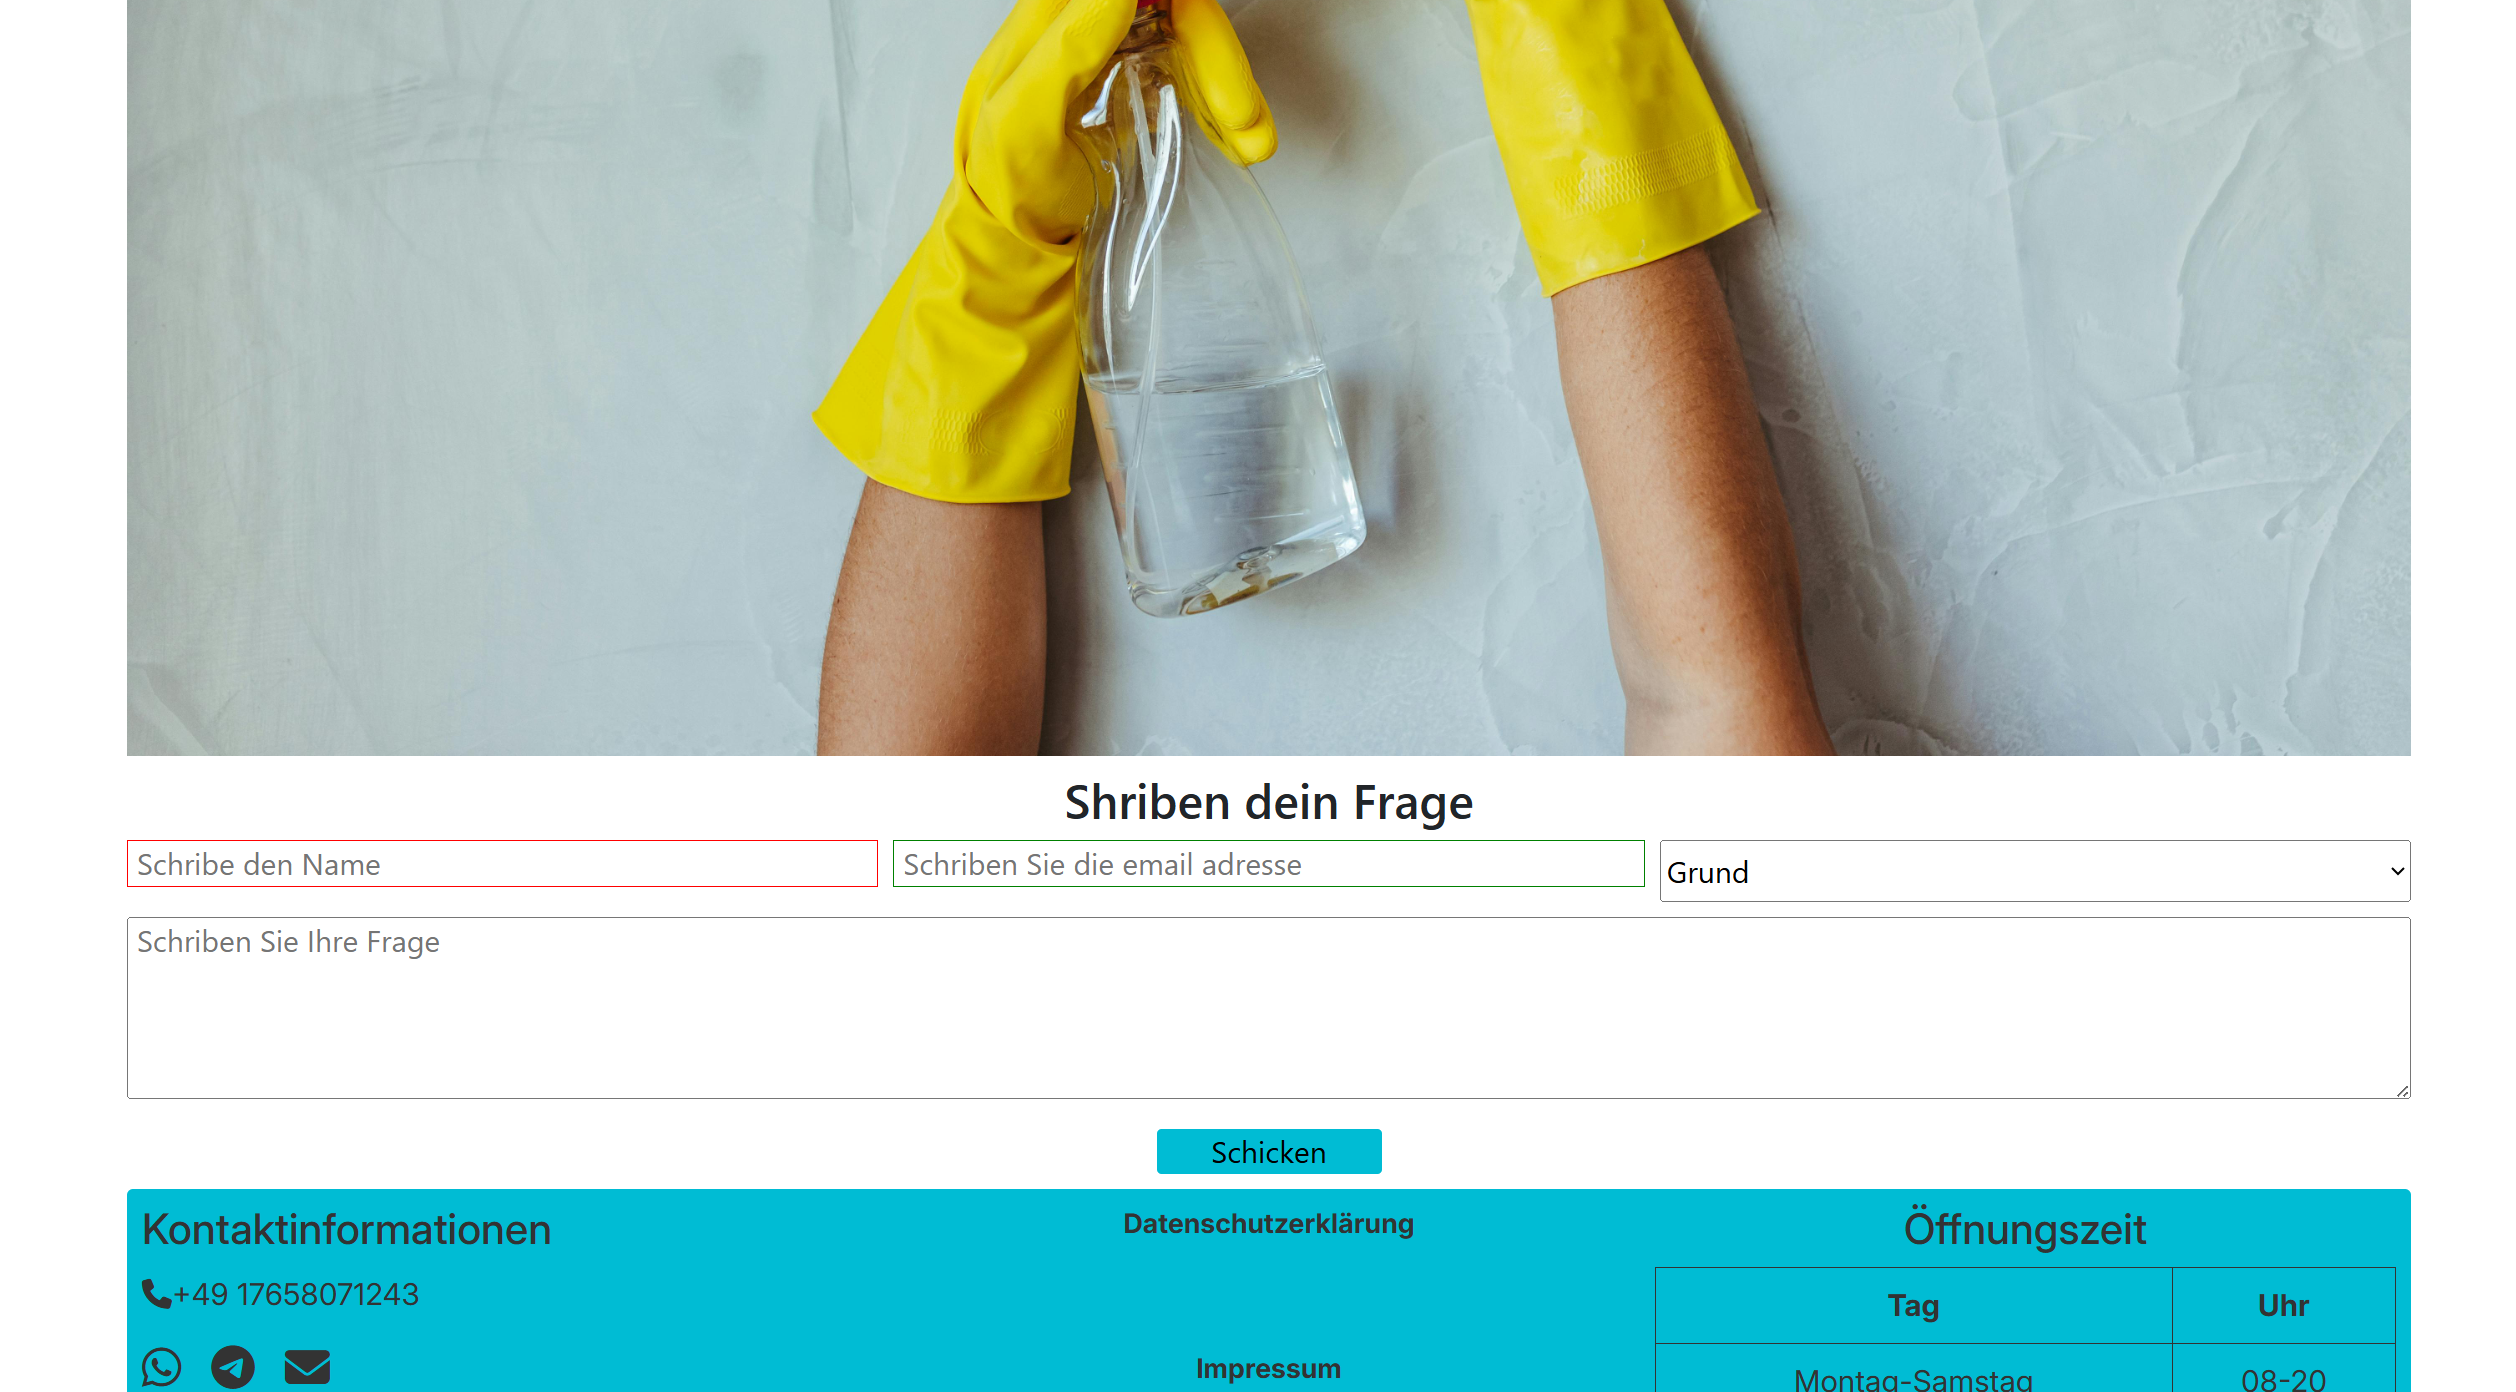 Shriben dein Frage
Schribe den Name
Schriben Sie die email adresse
Grund
Schriben Sie Ihre Frage
Schicken
Kontaktinformationen
+49 17658071243
Datenschutzerklärung
Impressum
Öffnungszeit
Tag Uhr
Montag-Samstag 08-20